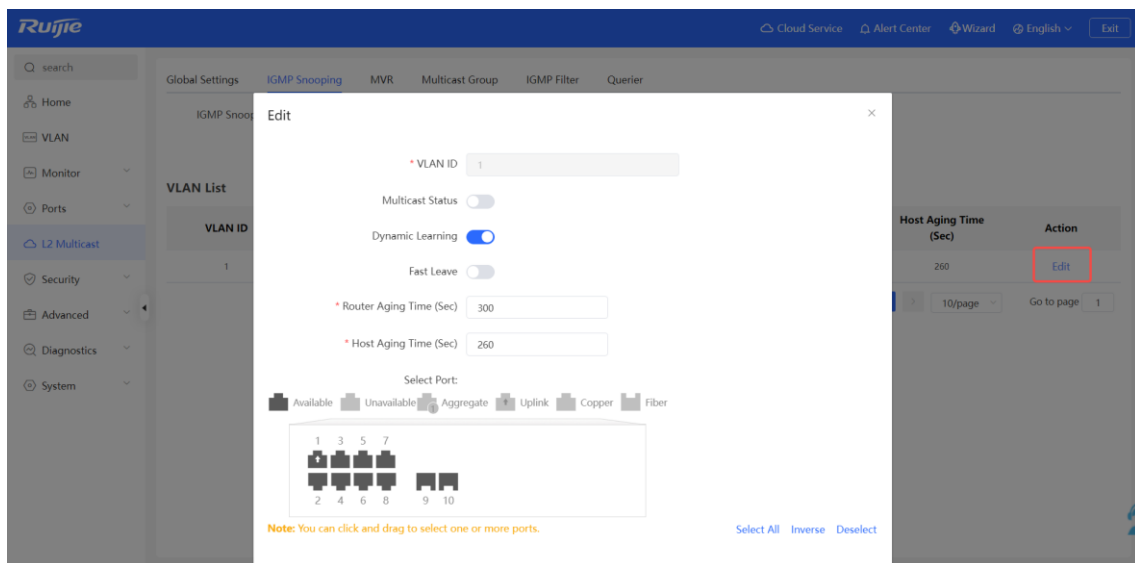 Ruijie
Cloud Service Alert Center Wizard English Exit
search
Home
VLAN
Monitor
Ports
L2 Multicast
Security
Advanced
Diagnostics
System
Global Settings IGMP Snooping MVR Multicast Group IGMP Filter Querier
IGMP Snoop
VLAN List
VLAN ID
1
Edit
* VLAN ID 1
Multicast Status
Dynamic Learning
Fast Leave
* Router Aging Time (Sec) 300
* Host Aging Time (Sec) 260
Select Port:
Available Unavailable Aggregate Uplink Copper Fiber
1 3 5 7
2 4 6 8 9 10
Note: You can click and drag to select one or more ports.
Select All Inverse Deselect
Host Aging Time
(Sec)
Action
260 Edit
10/page Go to page 1